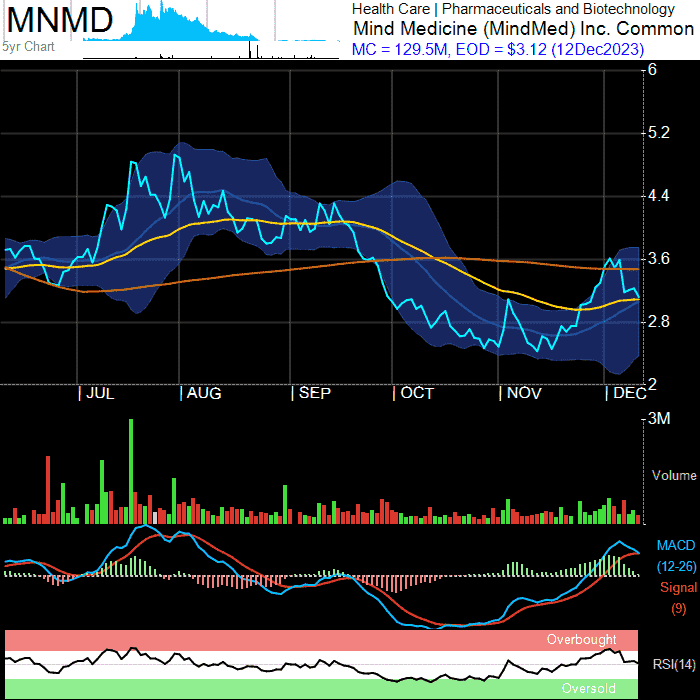 MNMD
5yr Chart
Health Care | Pharmaceuticals and Biotechnology
Mind Medicine (MindMed) Inc. Common
MC = 129.5M, EOD = $3.12 (12Dec2023)
6
5.2
4.4
3.6
2.8
2
| JUL | AUG | SEP | OCT | NOV | DEC
3M
Volume
MACD
(12-26)
Signal
(9)
Overbought
RSI(14)
Oversold